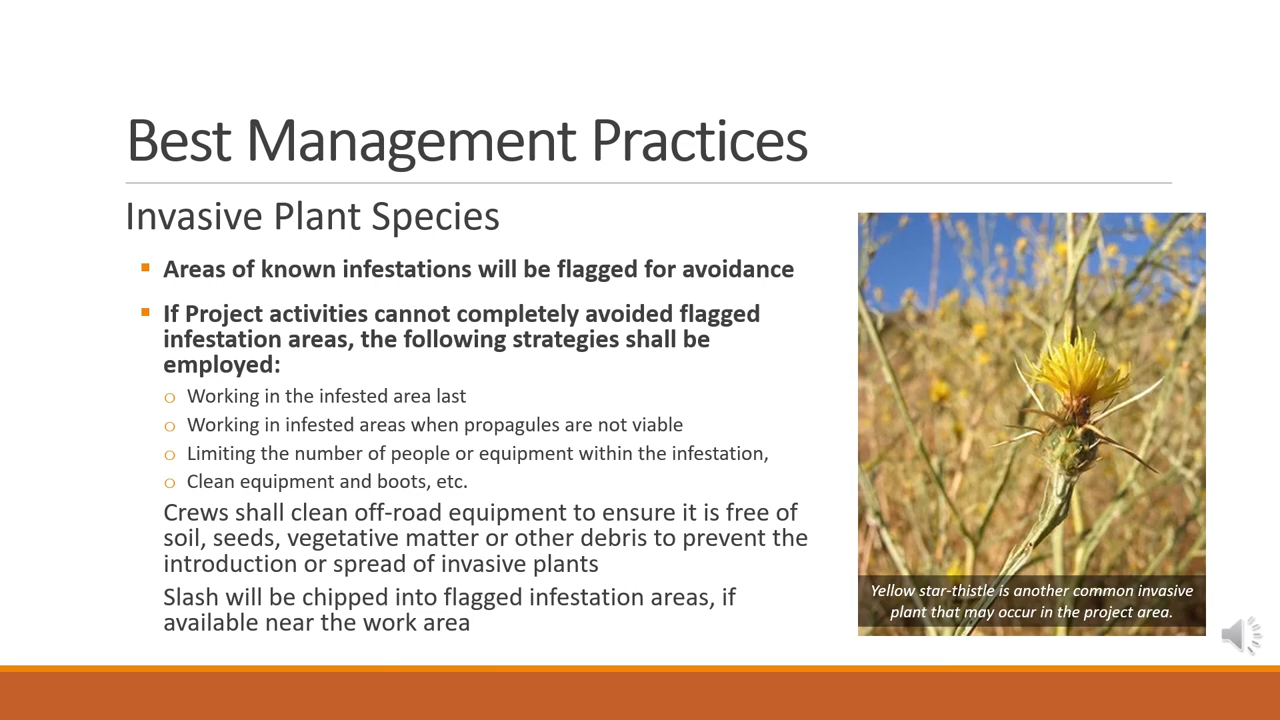 Best Management Practices
Invasive Plant Species
▪ Areas of known infestations will be flagged for avoidance
▪ If Project activities cannot completely avoided flagged
infestation areas, the following strategies shall be
employed:
o Working in the infested area last
o Working in infested areas when propagules are not viable
o Limiting the number of people or equipment within the infestation,
o Clean equipment and boots, etc.
Crews shall clean off-road equipment to ensure it is free of
soil, seeds, vegetative matter or other debris to prevent the
introduction or spread of invasive plants
Slash will be chipped into flagged infestation areas, if
available near the work area
Yellow star-thistle is another common invasive
plant that may occur in the project area.